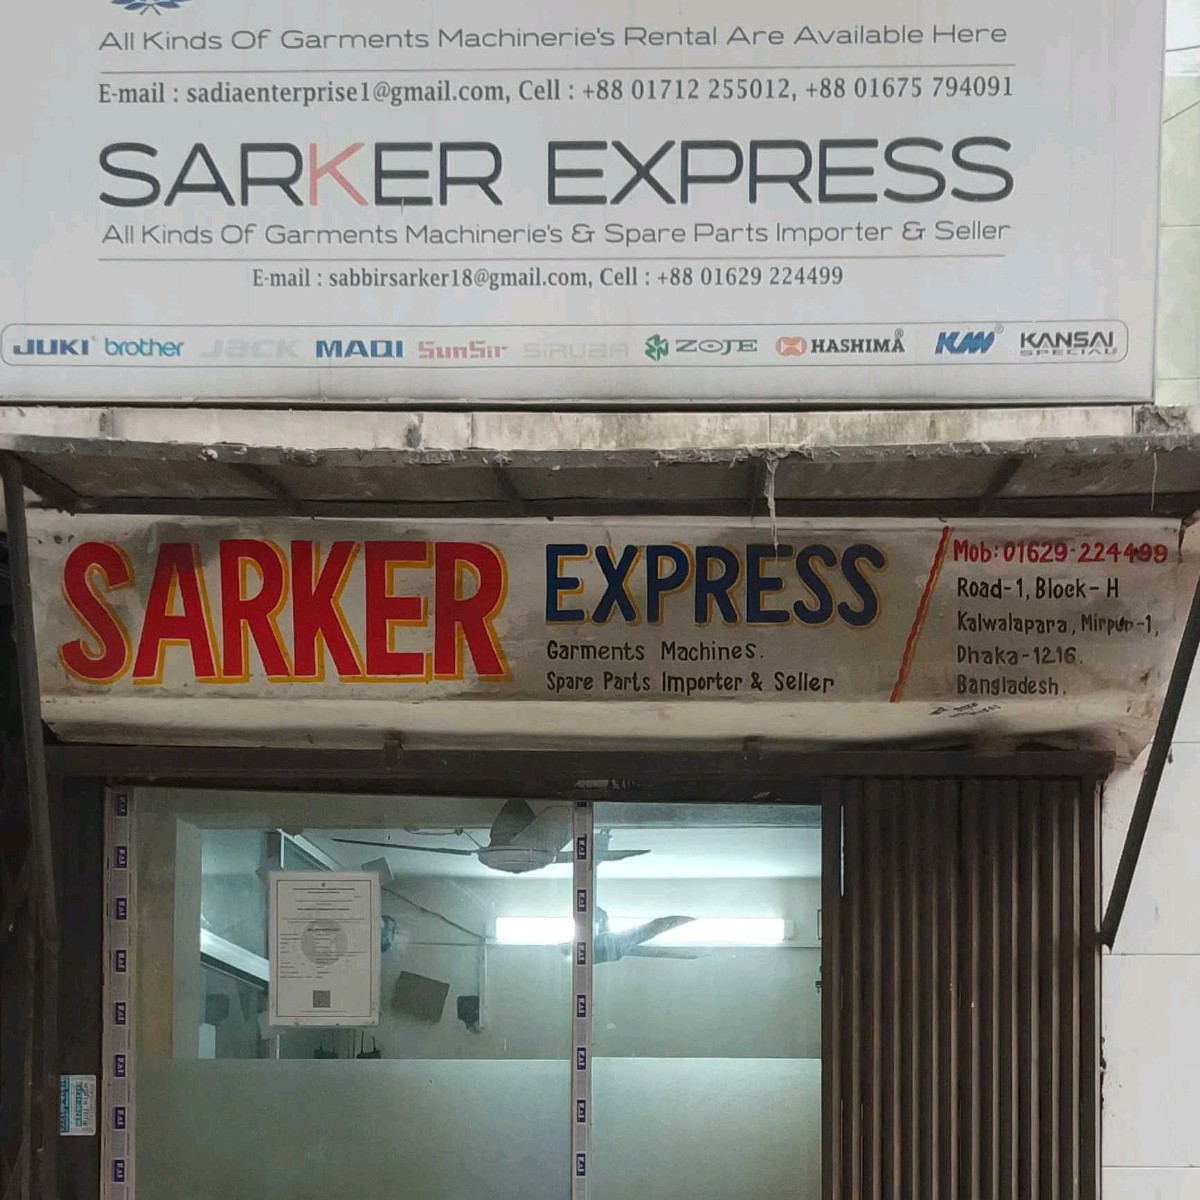 All Kinds Of Garments Machinerie's Rental Are Available Here
E-mail : sadiaenterprise1@gmail.com, Cell : +88 01712 255012, +88 01675 794091
SARKER EXPRESS
All Kinds Of Garments Machinerie's & Spare Parts Importer & Seller
E-mail : sabbirsarker18@gmail.com, Cell : +88 01629 224499
JUKI brother JACK MAQI SunSir SIRUBA ZOJE HASHIMA KM KANSAI SPECIAL
SARKER EXPRESS
Garments Machines.
Spare Parts Importer & Seller
Mob: 01629-224499
Road-1, Block-H
Kalwalapara, Mirpur-1,
Dhaka-1216.
Bangladesh.